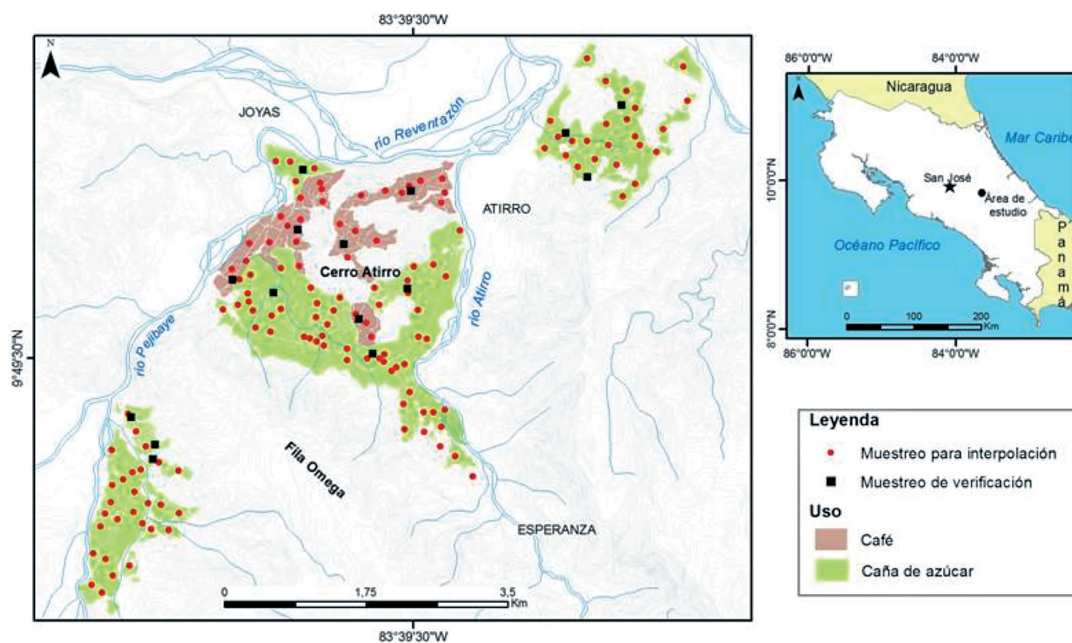 83°39'30"W
N
JOYAS
río Reventazón
ATIRRO
Cerro Atirro
río Atirro
río Pejibaye
9°49'30"N
Fila Omega
ESPERANZA
0 1,75 3,5
Km
83°39'30"W
86°0'0"W 84°0'0"W
Nicaragua
Mar Caribe
10°0'0"N
San José
Área de
estudio
Océano Pacífico
Panamá
8°0'0"N
0 50 100 200
Km
86°0'0"W 84°0'0"W
Leyenda
Muestreo para interpolación
Muestreo de verificación
Uso
Café
Caña de azúcar